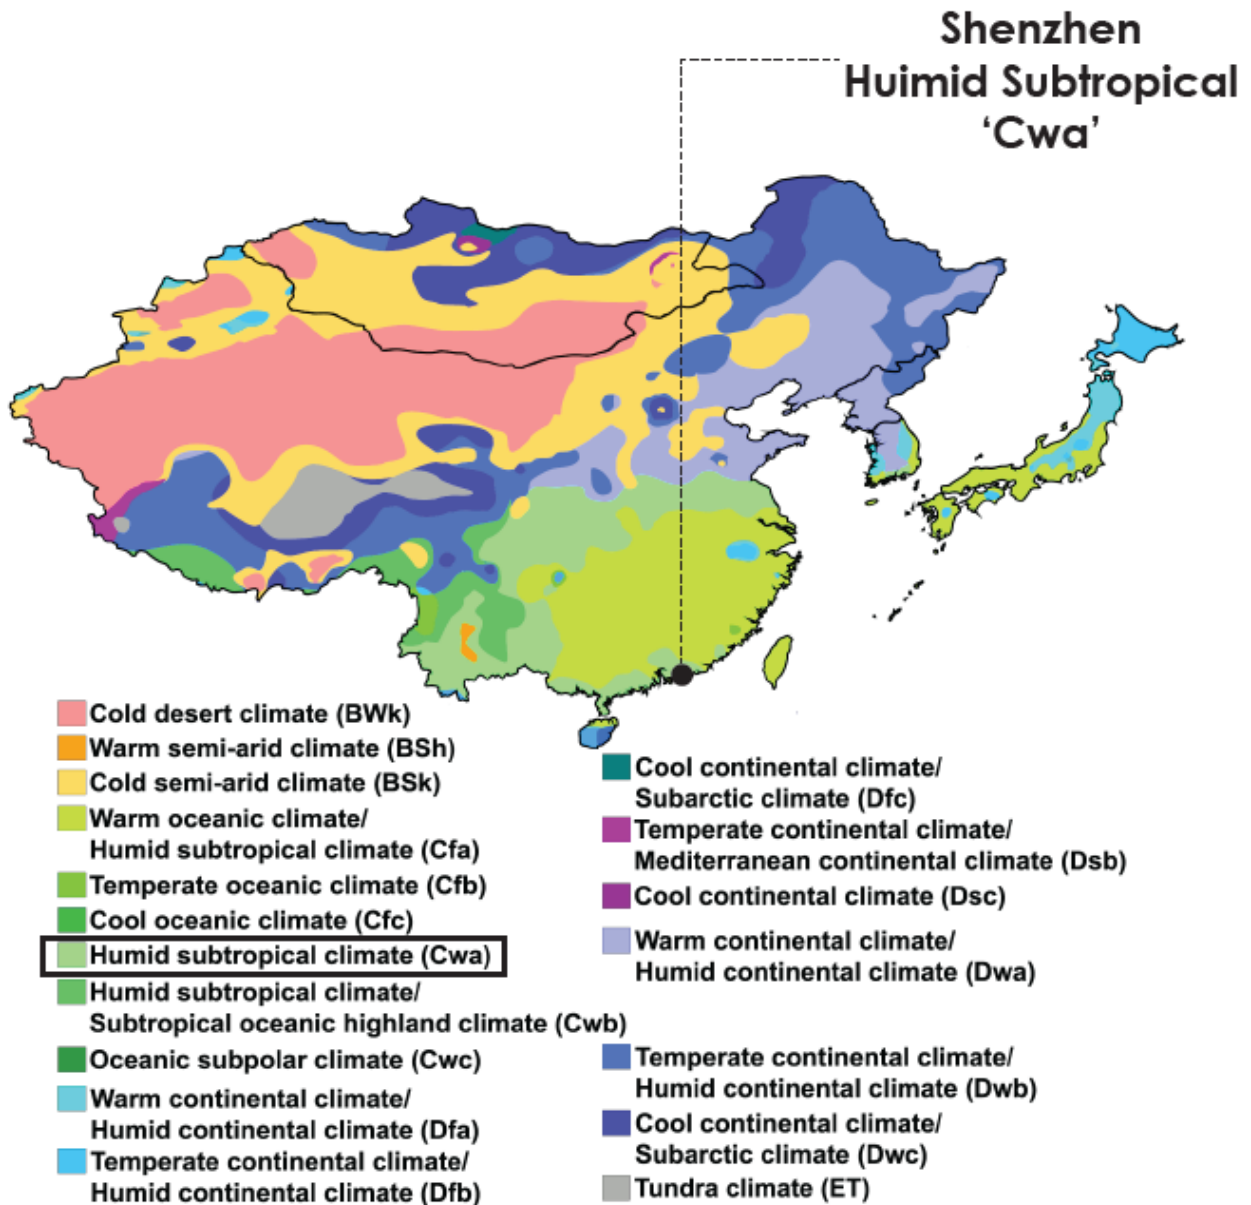 Shenzhen
Huimid Subtropical
‘Cwa’
Cold desert climate (BWk)
Warm semi-arid climate (BSh)
Cold semi-arid climate (BSk)
Warm oceanic climate/
Humid subtropical climate (Cfa)
Temperate oceanic climate (Cfb)
Cool oceanic climate (Cfc)
Humid subtropical climate (Cwa)
Humid subtropical climate/
Subtropical oceanic highland climate (Cwb)
Oceanic subpolar climate (Cwc)
Warm continental climate/
Humid continental climate (Dfa)
Temperate continental climate/
Humid continental climate (Dfb)
Cool continental climate/
Subarctic climate (Dfc)
Temperate continental climate/
Mediterranean continental climate (Dsb)
Cool continental climate (Dsc)
Warm continental climate/
Humid continental climate (Dwa)
Temperate continental climate/
Humid continental climate (Dwb)
Cool continental climate/
Subarctic climate (Dwc)
Tundra climate (ET)